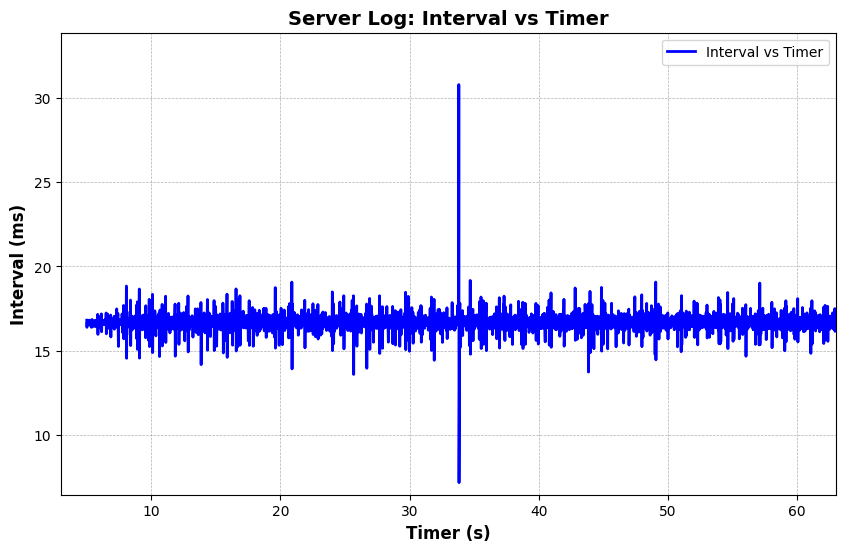 Server Log: Interval vs Timer
Interval vs Timer
Interval (ms)
30
25
20
15
10
10 20 30 40 50 60
Timer (s)